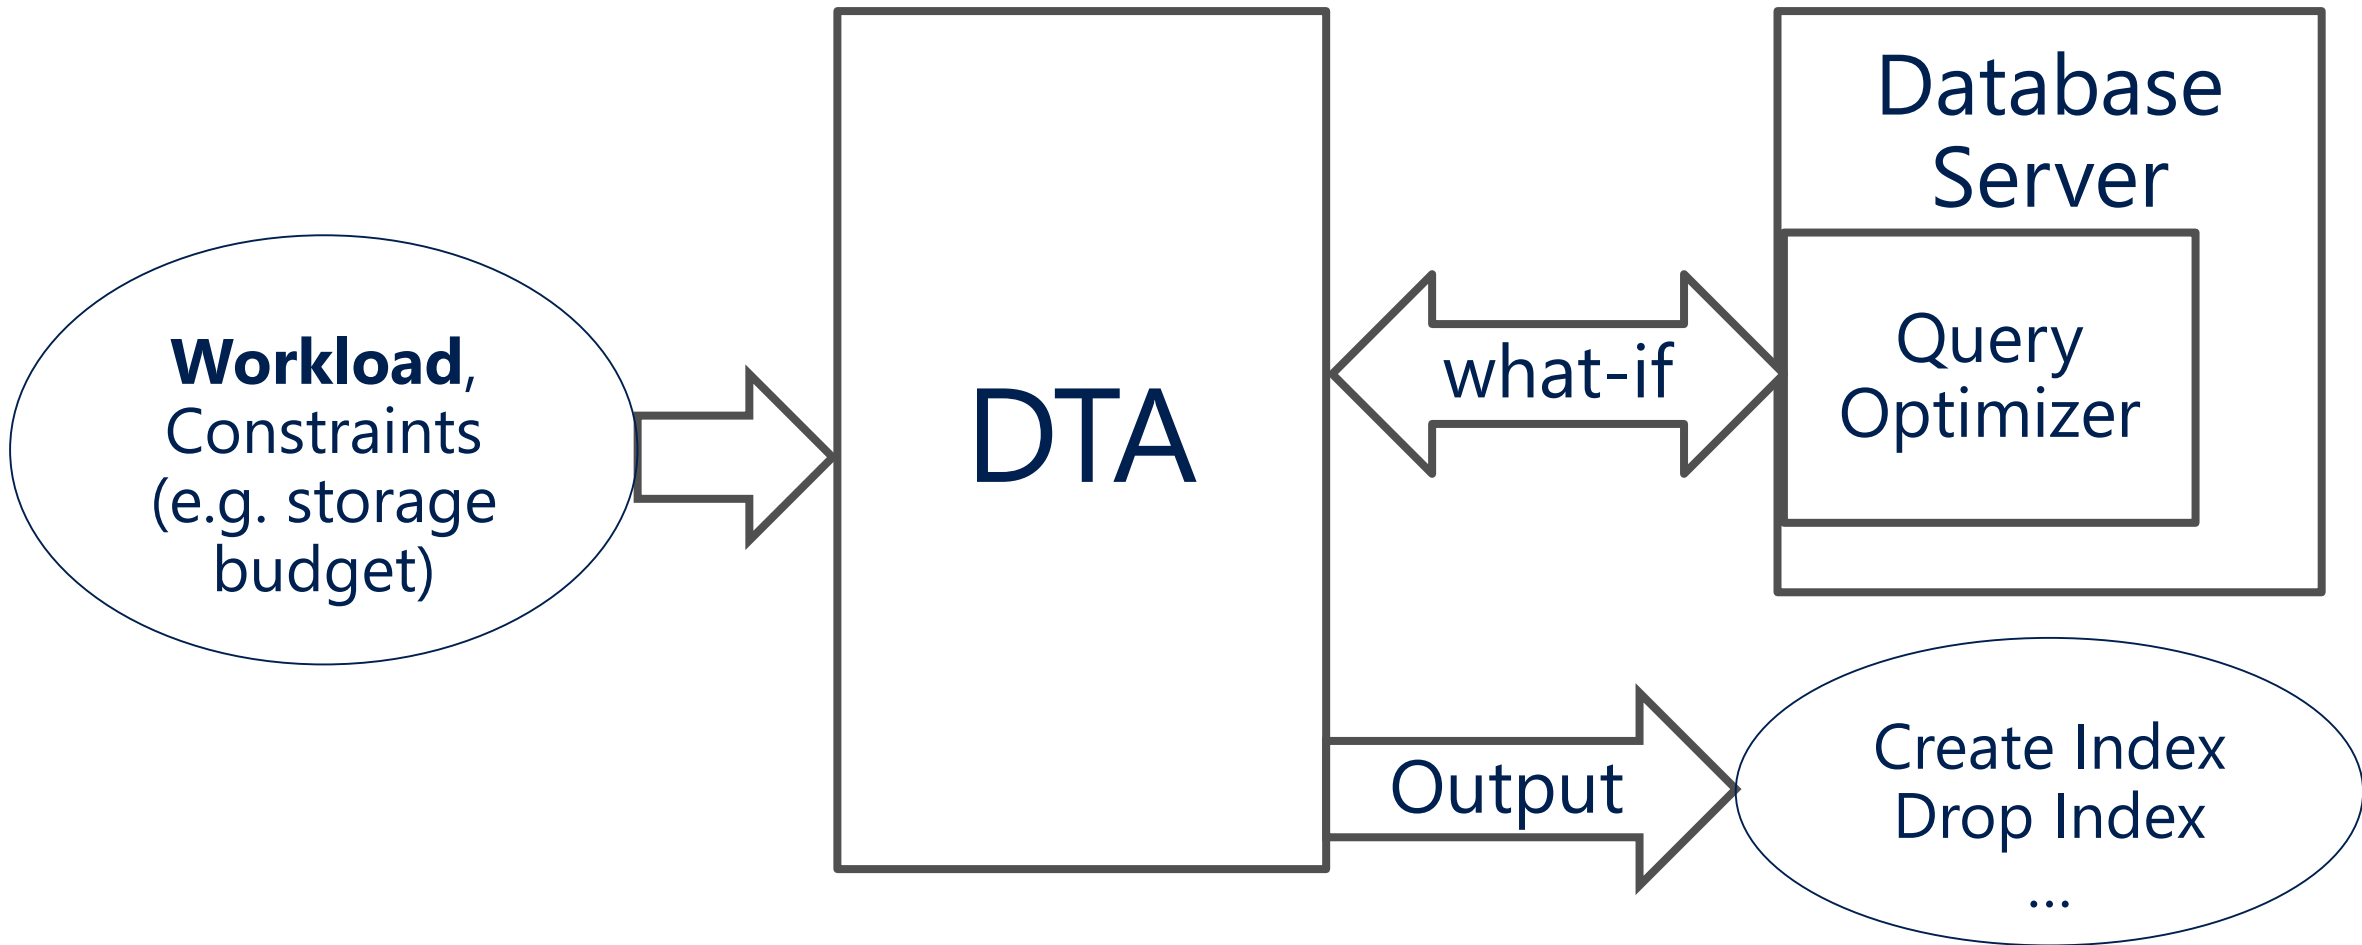 Workload,
Constraints
(e.g. storage
budget)
DTA
what-if
Database
Server
Query
Optimizer
Output
Create Index
Drop Index
...